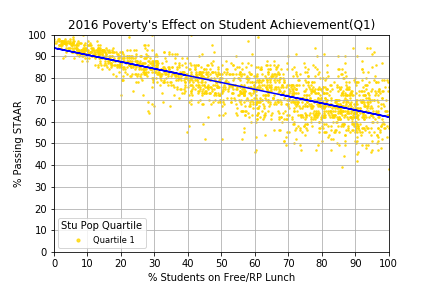 2016 Poverty's Effect on Student Achievement(Q1)
100
90
80
70
60
50
40
30
20
10
0
% Passing STAAR
Stu Pop Quartile
Quartile 1
0 10 20 30 40 50 60 70 80 90 100
% Students on Free/RP Lunch